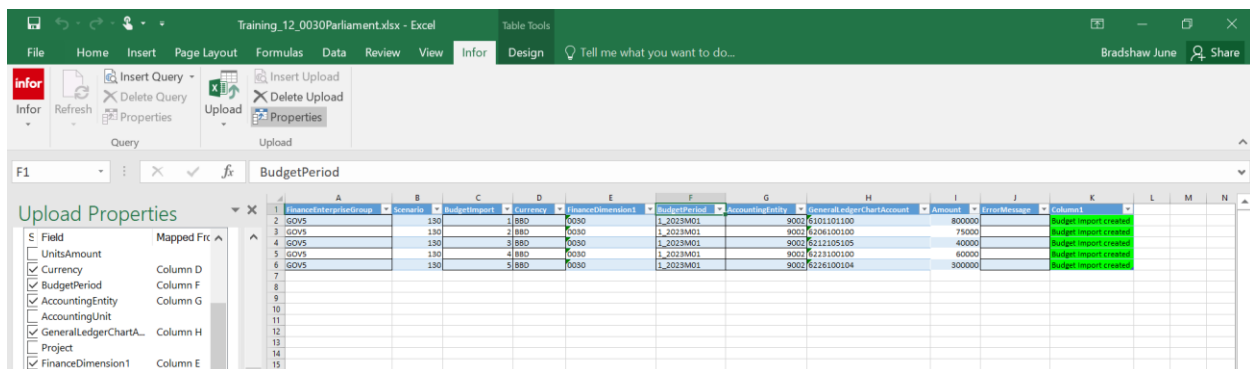 Training_12_0030Parliament.xlsx - Excel
Table Tools
File Home Insert Page Layout Formulas Data Review View Infor Design Tell me what you want to do... Bradshaw June Share
infor
Infor
Refresh
Insert Query
Delete Query
Properties
Query
Upload
Insert Upload
Delete Upload
Properties
Upload
F1 fx BudgetPeriod
Upload Properties
S Field Mapped Frc
UnitsAmount
Currency Column D
BudgetPeriod Column F
AccountingEntity Column G
AccountingUnit
GeneralLedgerChartA... Column H
Project
FinanceDimension1 Column E
A B C D E F G H I J K L M N
1 FinanceEnterpriseGroup Scenario BudgetImport Currency FinanceDimension1 BudgetPeriod AccountingEntity GeneralLedgerChartAccount Amount ErrorMessage Column1
2 GOV5 130 1 BBD 0030 1_2023M01 9002 6101101100 800000 Budget Import created
3 GOV5 130 2 BBD 0030 1_2023M01 9002 6206100100 75000 Budget Import created
4 GOV5 130 3 BBD 0030 1_2023M01 9002 6212105105 40000 Budget Import created
5 GOV5 130 4 BBD 0030 1_2023M01 9002 6223100100 60000 Budget Import created
6 GOV5 130 5 BBD 0030 1_2023M01 9002 6226100104 300000 Budget Import created
7
8
9
10
11
12
13
14
15